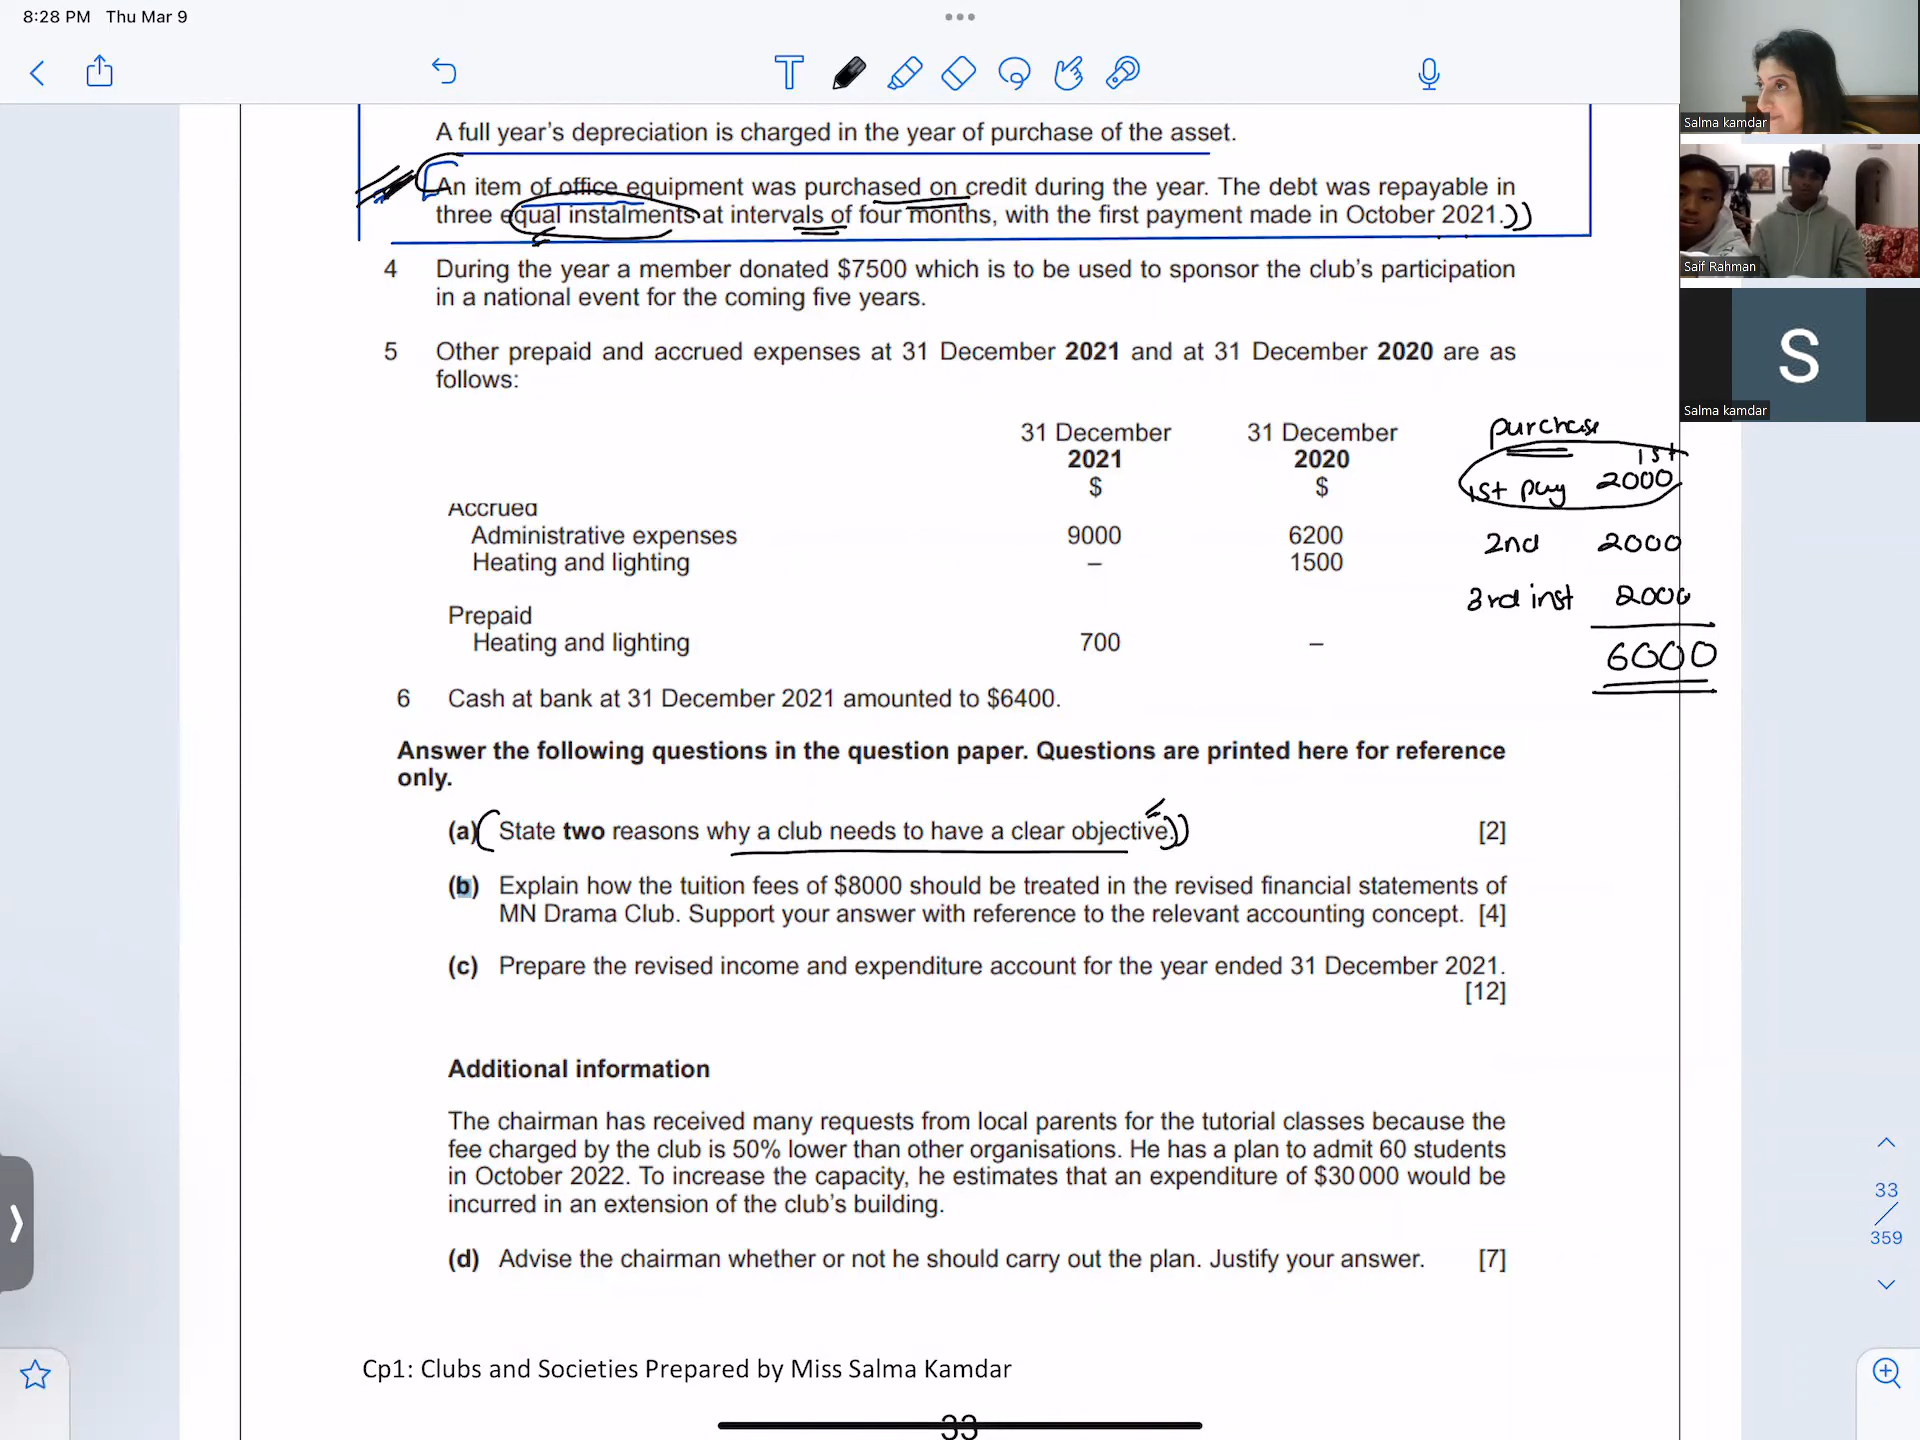 8:28 PM Thu Mar 9
A full year's depreciation is charged in the year of purchase of the asset.
An item of office equipment was purchased on credit during the year. The debt was repayable in
three equal instalments at intervals of four months, with the first payment made in October 2021.
4 During the year a member donated $7500 which is to be used to sponsor the club's participation
in a national event for the coming five years.
5 Other prepaid and accrued expenses at 31 December 2021 and at 31 December 2020 are as
follows:
31 December 31 December
2021 2020
$ $
Accrued
Administrative expenses 9000 6200
Heating and lighting – 1500
Prepaid
Heating and lighting 700 –
purchase
1st
1st pay 2000
2nd 2000
3rd inst 2000
6000
6 Cash at bank at 31 December 2021 amounted to $6400.
Answer the following questions in the question paper. Questions are printed here for reference
only.
(a) State two reasons why a club needs to have a clear objective. [2]
(b) Explain how the tuition fees of $8000 should be treated in the revised financial statements of
MN Drama Club. Support your answer with reference to the relevant accounting concept. [4]
(c) Prepare the revised income and expenditure account for the year ended 31 December 2021.
[12]
Additional information
The chairman has received many requests from local parents for the tutorial classes because the
fee charged by the club is 50% lower than other organisations. He has a plan to admit 60 students
in October 2022. To increase the capacity, he estimates that an expenditure of $30 000 would be
incurred in an extension of the club's building.
(d) Advise the chairman whether or not he should carry out the plan. Justify your answer. [7]
Cp1: Clubs and Societies Prepared by Miss Salma Kamdar
33
Salma kamdar
Saif Rahman
S
Salma kamdar
33
/
359